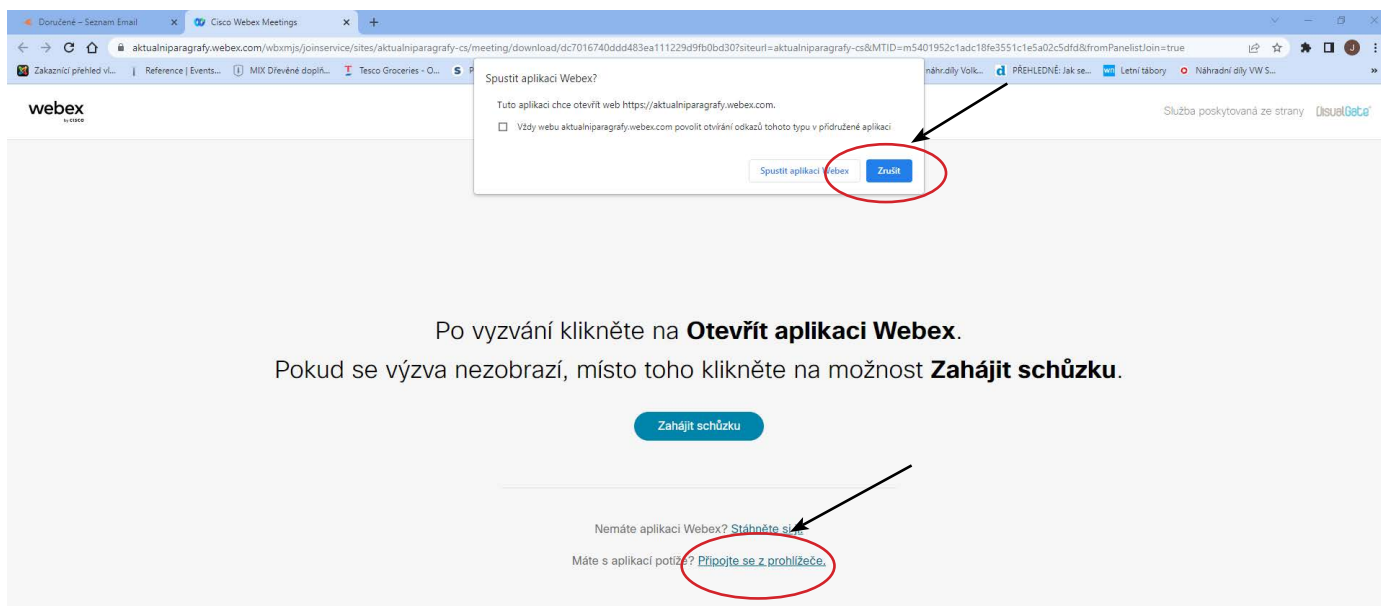 Doručené – Seznam Email
Cisco Webex Meetings
aktualniparagrafy.webex.com/wbxmjs/joinservice/sites/aktualniparagrafy-cs/meeting/download/dc7016740ddd483ea111229d9fb0bd30?siteurl=aktualniparagrafy-cs&MTID=m5401952c1adc18fe3551c1e5a02c5dfd&fromPanelistJoin=true
J
Zakaznící přehled vl... Reference | Events... MIX Dřevěné doplň... Tesco Groceries - O... S P náhr.díly Volk... d PŘEHLEDNĚ: Jak se... Letní tábory Náhradní díly VW S... »
Spustit aplikaci Webex?
Tuto aplikaci chce otevřít web https://aktualniparagrafy.webex.com.
Vždy webu aktualniparagrafy.webex.com povolit otvírání odkazů tohoto typu v přidružené aplikaci
Spustit aplikaci Webex Zrušit
webex
by CISCO
Služba poskytovaná ze strany VisualGate
Po vyzvání klikněte na Otevřít aplikaci Webex.
Pokud se výzva nezobrazí, místo toho klikněte na možnost Zahájit schůzku.
Zahájit schůzku
Nemáte aplikaci Webex? Stáhněte si ji
Máte s aplikací potíže? Připojte se z prohlížeče.